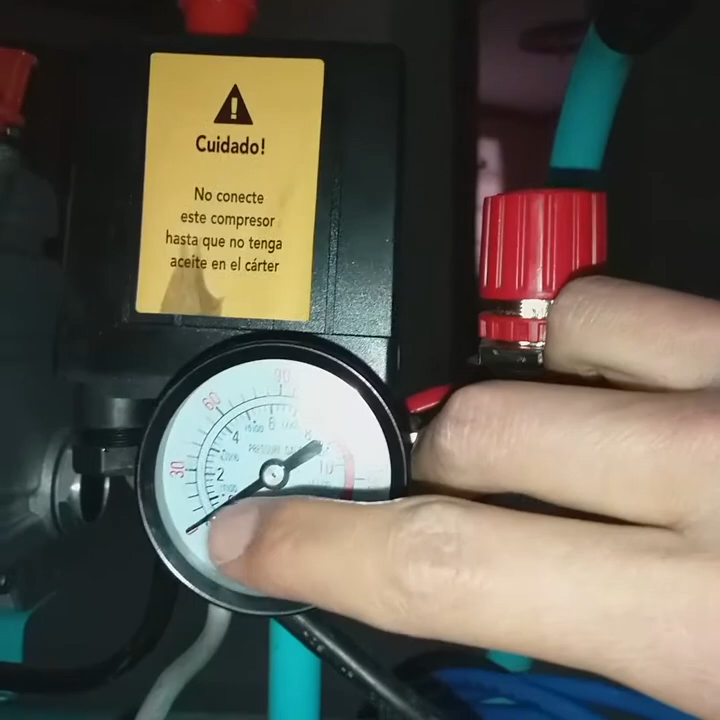 Cuidado!
No conecte
este compresor
hasta que no tenga
aceite en el cárter
90
60
30
4
6
8
2
10
PRESSURE